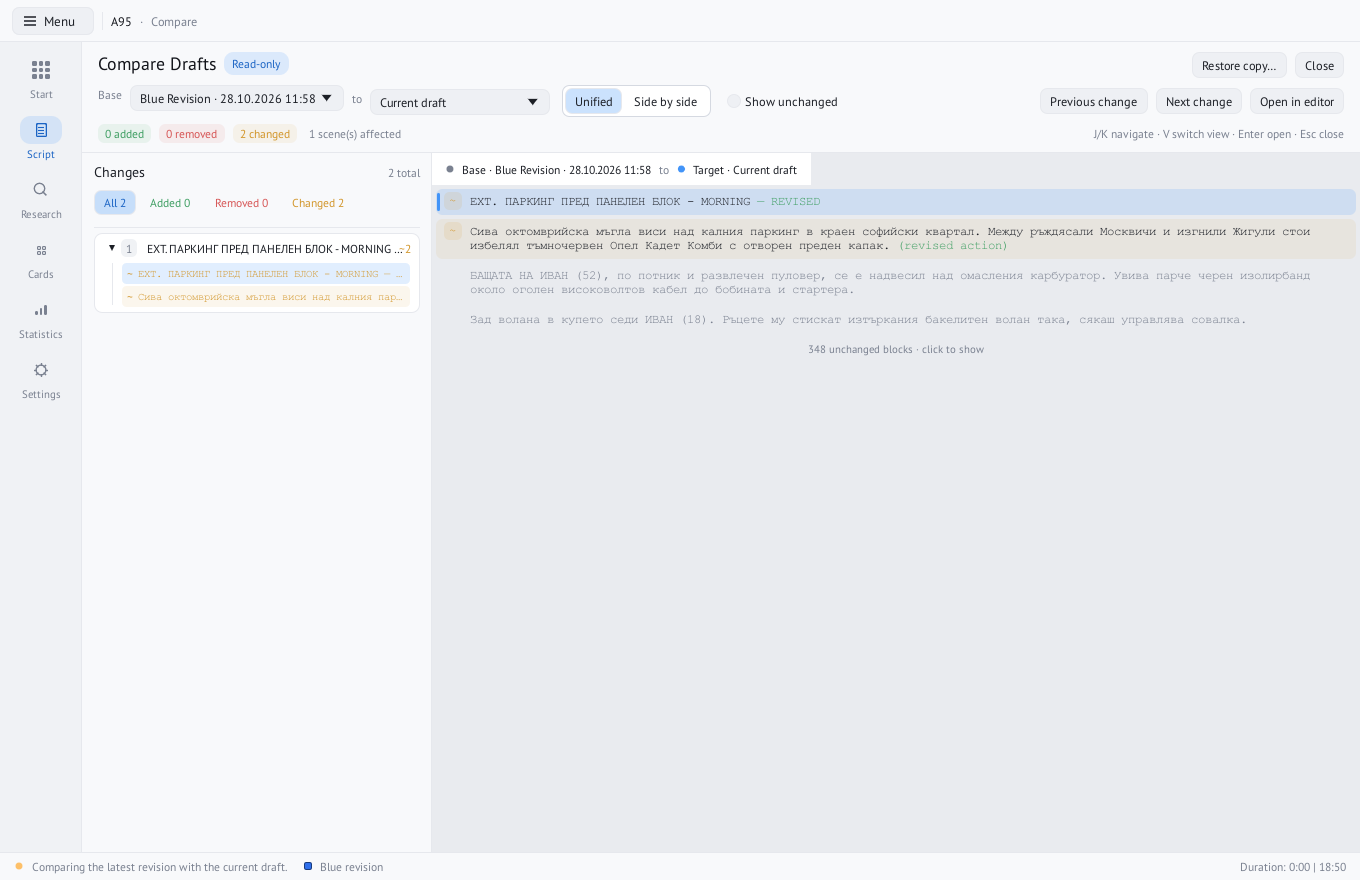 Menu
A95 · Compare
Start
Script
Research
Cards
Statistics
Settings
Compare Drafts
Read-only
Restore copy...
Close
Base
Blue Revision · 28.10.2026 11:58
to
Current draft
Unified
Side by side
Show unchanged
Previous change
Next change
Open in editor
0 added
0 removed
2 changed
1 scene(s) affected
J/K navigate · V switch view · Enter open · Esc close
Changes
2 total
All 2
Added 0
Removed 0
Changed 2
1 ЕХТ. ПАРКИНГ ПРЕД ПАНЕЛЕН БЛОК - MORNING ... ~2
~ ЕХТ. ПАРКИНГ ПРЕД ПАНЕЛЕН БЛОК – MORNING — …
~ Сива октомврийска мъгла виси над калния пар…
Base · Blue Revision · 28.10.2026 11:58 to Target · Current draft
~ ЕХТ. ПАРКИНГ ПРЕД ПАНЕЛЕН БЛОК – MORNING — REVISED
~ Сива октомврийска мъгла виси над калния паркинг в краен софийски квартал. Между ръждясали Москвичи и изгнили Жигули стои
избелял тъмночервен Опел Кадет Комби с отворен преден капак. (revised action)
БАЩАТА НА ИВАН (52), по потник и развлечен пуловер, се е надвесил над омасления карбуратор. Увива парче черен изолирбанд
около оголен високоволтов кабел до бобината и стартера.
Зад волана в купето седи ИВАН (18). Ръцете му стискат изтъркания бакелитен волан така, сякаш управлява совалка.
348 unchanged blocks · click to show
Comparing the latest revision with the current draft.
Blue revision
Duration: 0:00 | 18:50